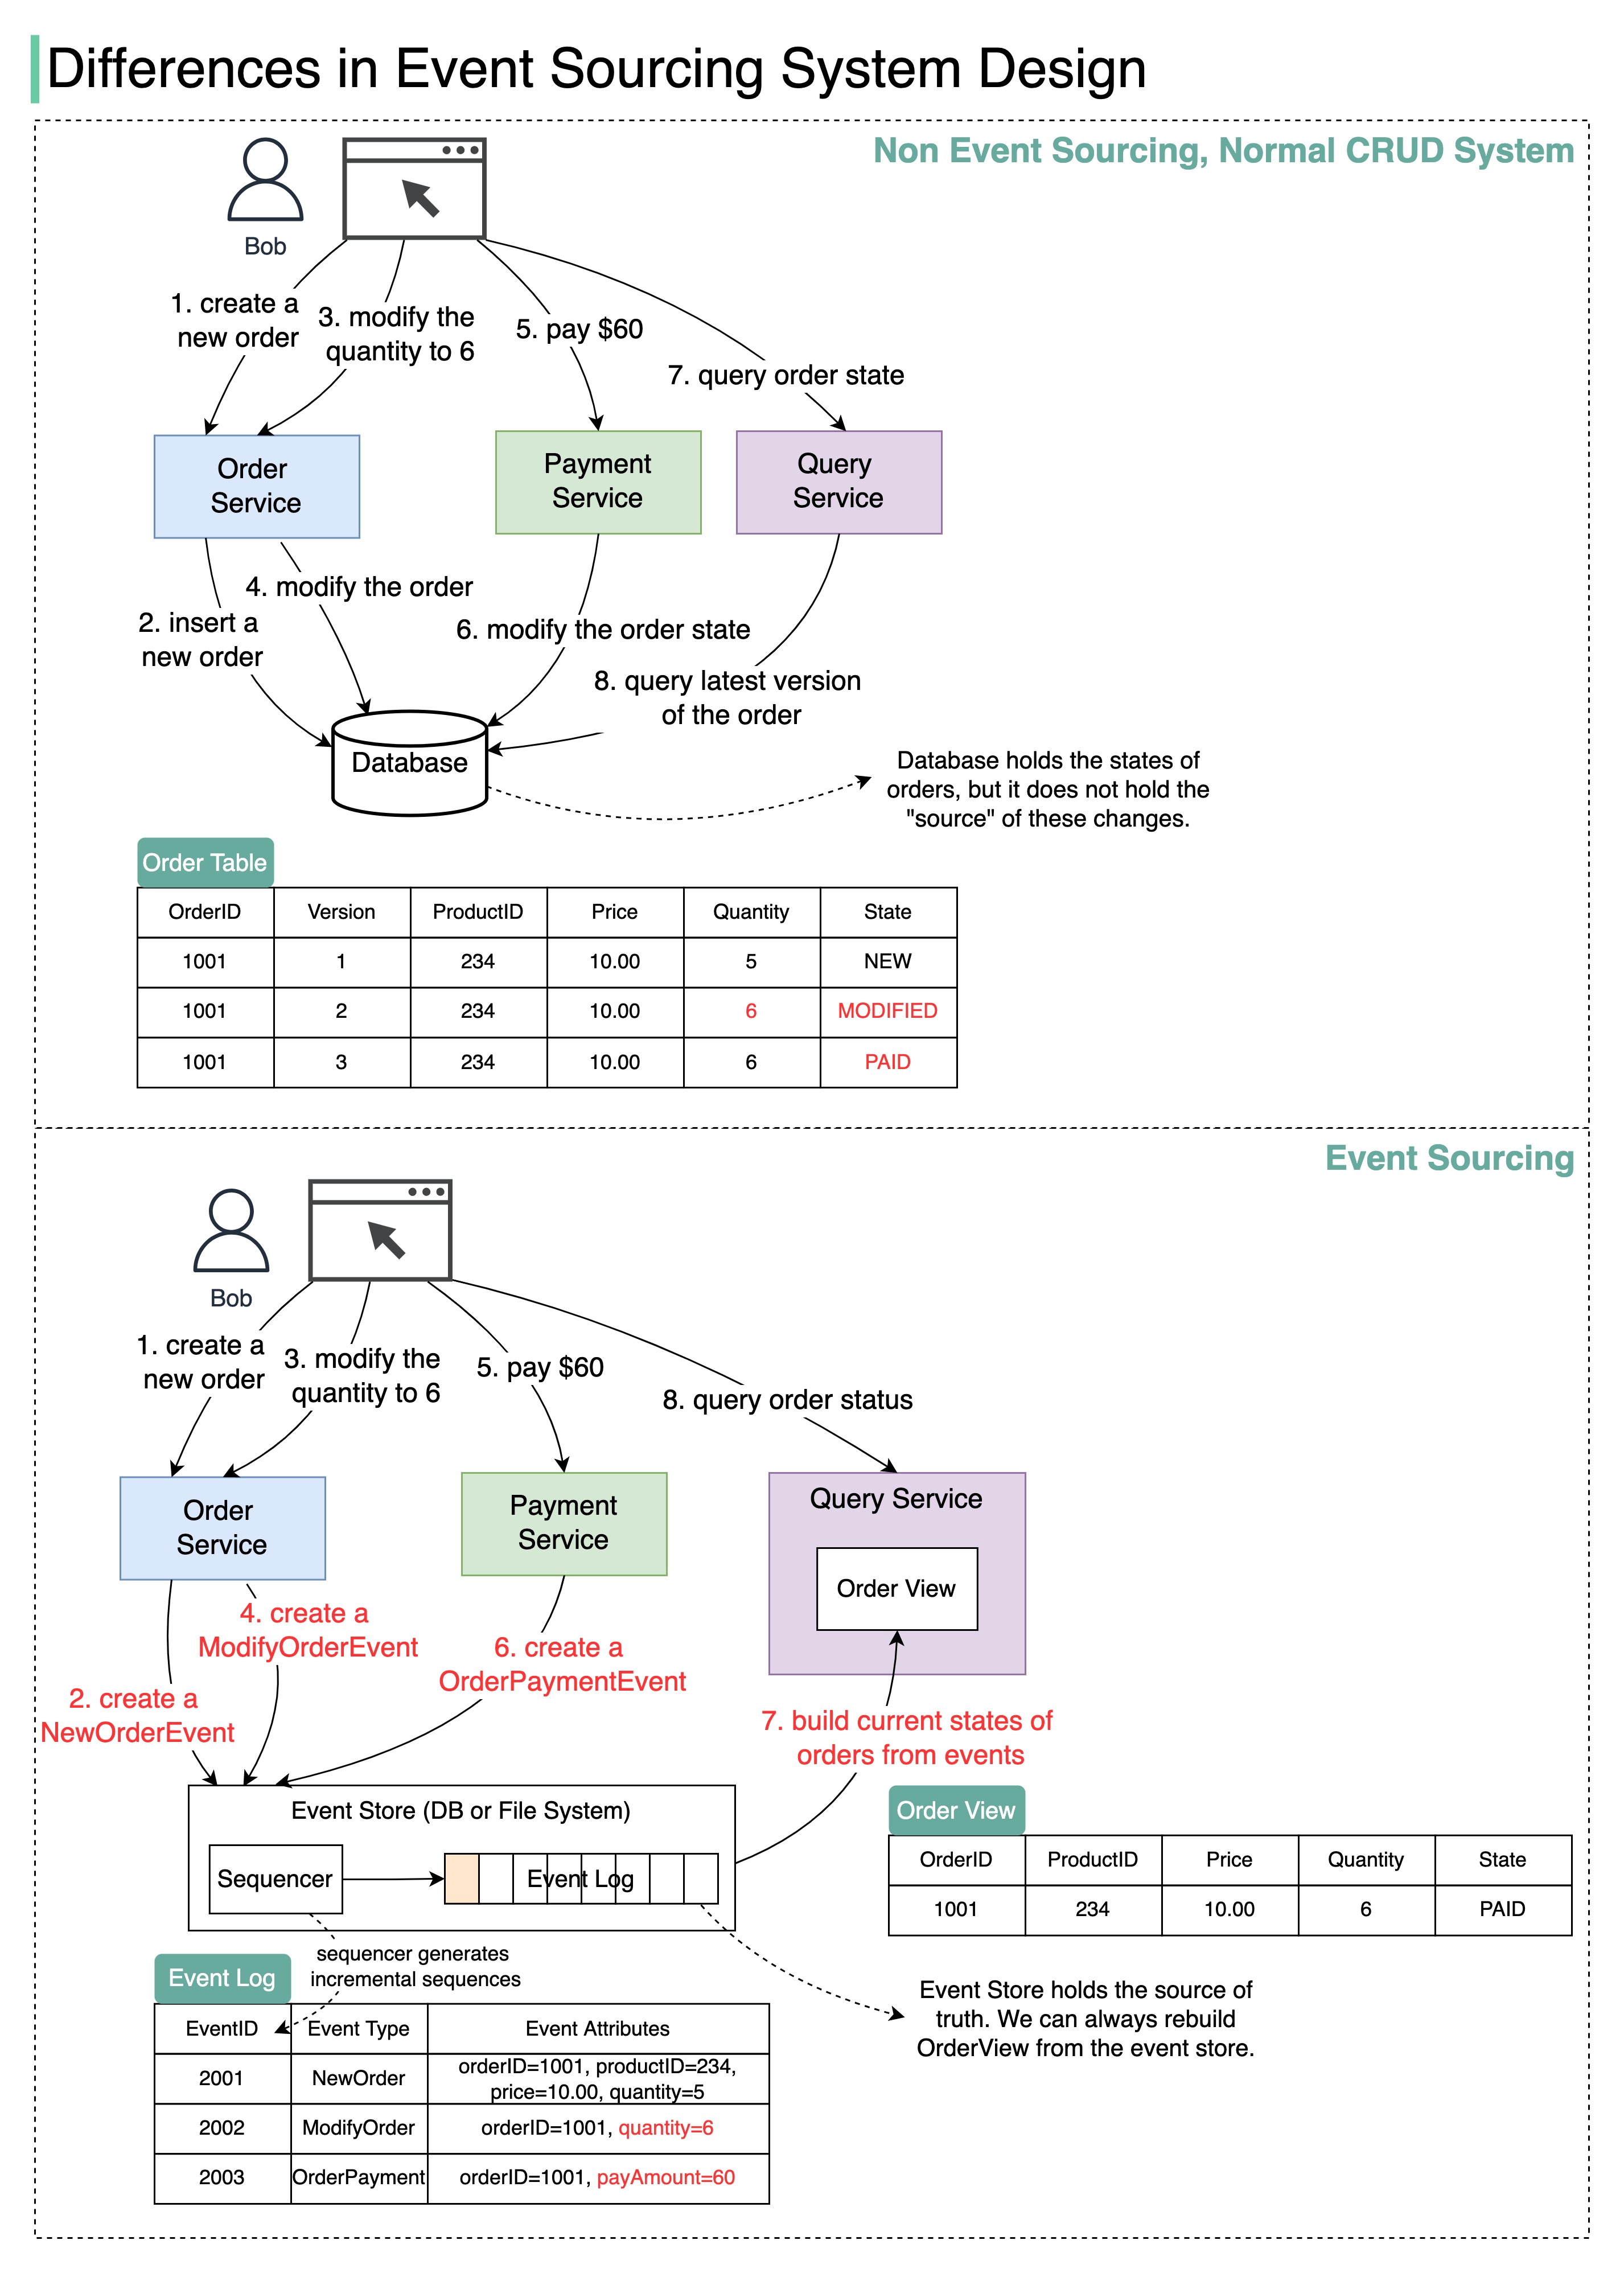 Differences in Event Sourcing System Design
Non Event Sourcing, Normal CRUD System
Bob
1. create a
new order
3. modify the
quantity to 6
5. pay $60
7. query order state
Order
Service
Payment
Service
Query
Service
4. modify the order
2. insert a
new order
6. modify the order state
8. query latest version
of the order
Database
Database holds the states of
orders, but it does not hold the
"source" of these changes.
Order Table
OrderID Version ProductID Price Quantity State
1001 1 234 10.00 5 NEW
1001 2 234 10.00 6 MODIFIED
1001 3 234 10.00 6 PAID
Event Sourcing
Bob
1. create a
new order
3. modify the
quantity to 6
5. pay $60
8. query order status
Order
Service
Payment
Service
Query Service
Order View
4. create a
ModifyOrderEvent
6. create a
OrderPaymentEvent
2. create a
NewOrderEvent
7. build current states of
orders from events
Event Store (DB or File System)
Sequencer
Event Log
Order View
OrderID ProductID Price Quantity State
1001 234 10.00 6 PAID
sequencer generates
incremental sequences
Event Log
EventID Event Type Event Attributes
2001 NewOrder orderID=1001, productID=234,
price=10.00, quantity=5
2002 ModifyOrder orderID=1001, quantity=6
2003 OrderPayment orderID=1001, payAmount=60
Event Store holds the source of
truth. We can always rebuild
OrderView from the event store.